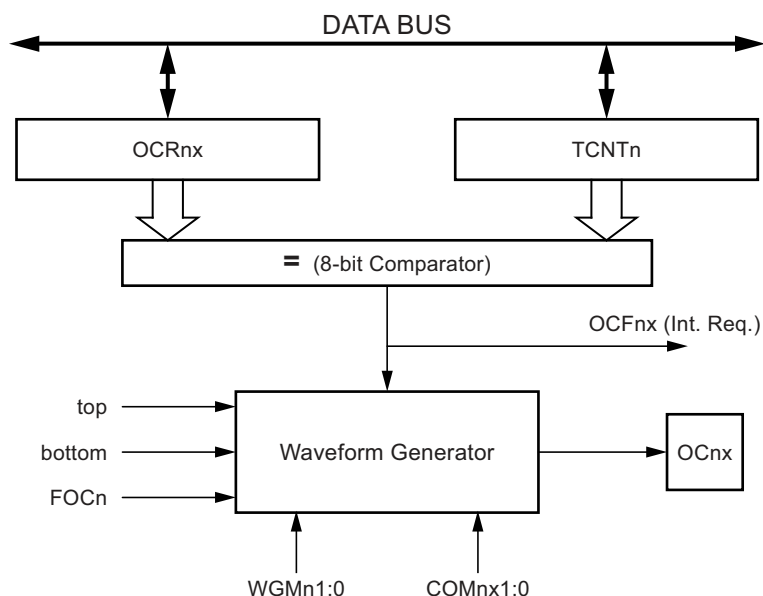 DATA BUS
OCRnx
TCNTn
= (8-bit Comparator)
OCFnx (Int. Req.)
top
bottom
FOCn
Waveform Generator
OCnx
WGMn1:0
COMnx1:0